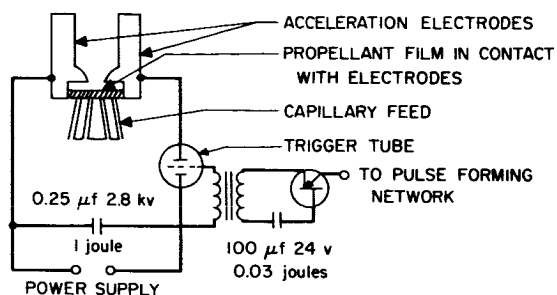 ACCELERATION ELECTRODES
PROPELLANT FILM IN CONTACT
WITH ELECTRODES
CAPILLARY FEED
TRIGGER TUBE
TO PULSE FORMING
NETWORK
0.25 μf 2.8 kv
1 joule
100 μf 24 v
0.03 joules
POWER SUPPLY